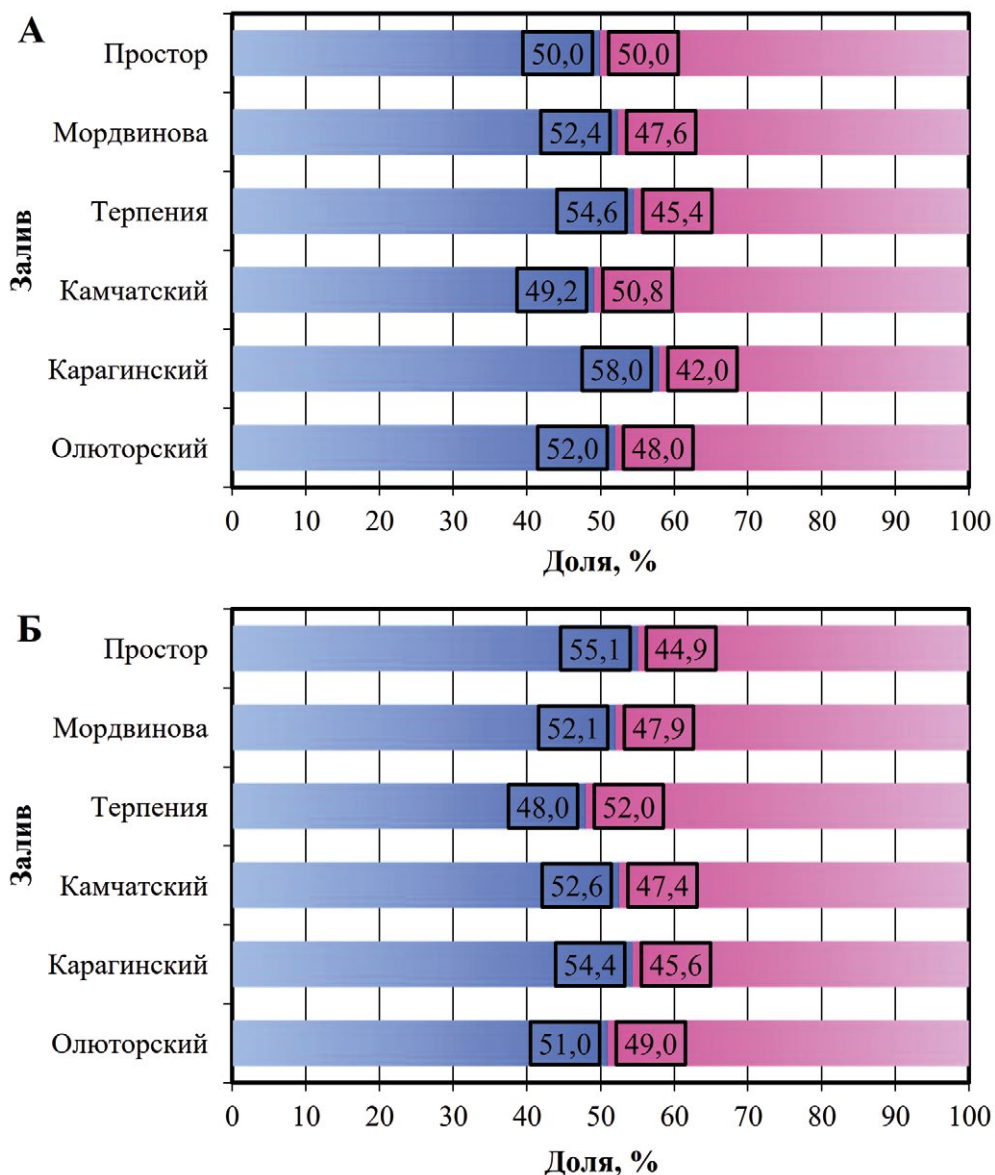 А
Простор
50,0 50,0
Мордвинова
52,4 47,6
Терпения
54,6 45,4
Залив
Камчатский
49,2 50,8
Карагинский
58,0 42,0
Олюторский
52,0 48,0
0 10 20 30 40 50 60 70 80 90 100
Доля, %
Б
Простор
55,1 44,9
Мордвинова
52,1 47,9
Терпения
48,0 52,0
Залив
Камчатский
52,6 47,4
Карагинский
54,4 45,6
Олюторский
51,0 49,0
0 10 20 30 40 50 60 70 80 90 100
Доля, %